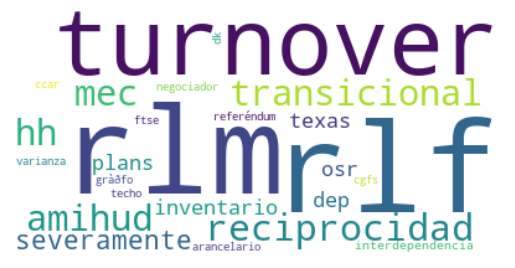 turnover
dk
ccar
mec
negociador
transicional
hh
rlm
rlf
ftse
referéndum
texas
varianza
plans
osr
gràðfo
cgfs
techo
dep
amihud
inventario
reciprocidad
severamente
arancelario
interdependencia